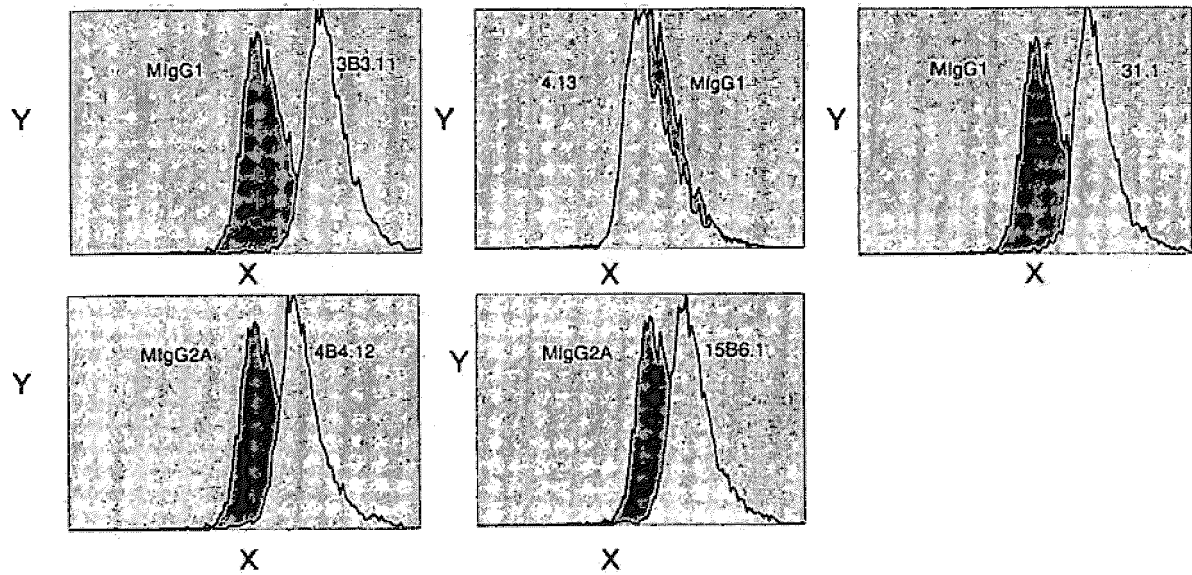 MIgG1
3B3.11
Y
X
4.13
MIgG1
Y
X
MIgG1
31.1
Y
X
MIgG2A
4B4.12
Y
X
MIgG2A
15B6.1
Y
X